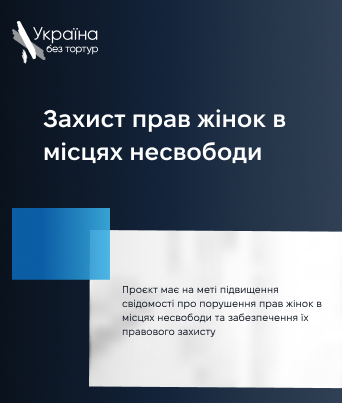 Україна
без тортур
Захист прав жінок в
місцях несвободи
Проєкт має на меті підвищення
свідомості про порушення прав жінок в
місцях несвободи та забезпечення їх
правового захисту